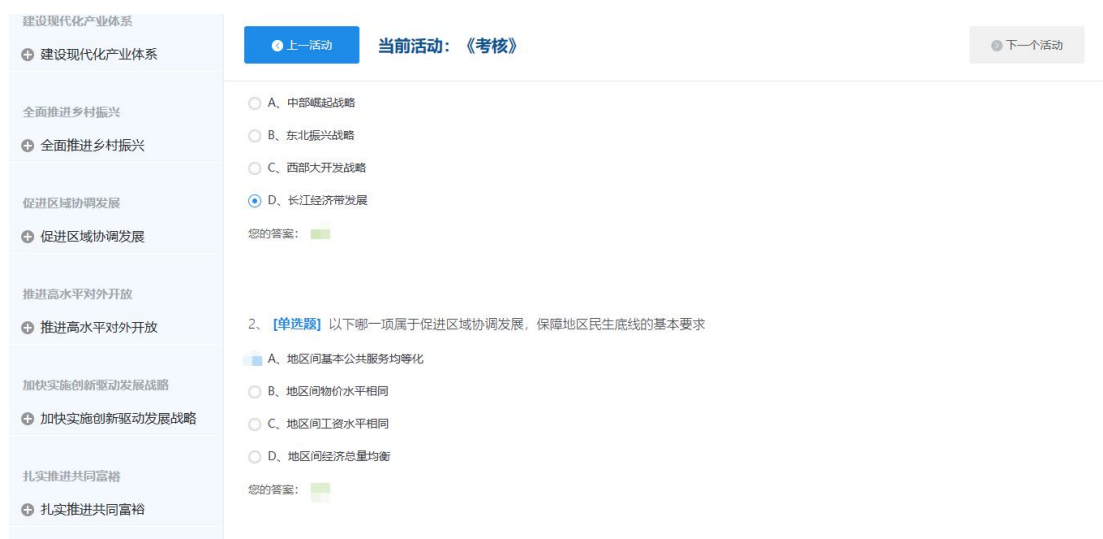 建设现代化产业体系
建设现代化产业体系
全面推进乡村振兴
全面推进乡村振兴
促进区域协调发展
促进区域协调发展
推进高水平对外开放
推进高水平对外开放
加快实施创新驱动发展战略
加快实施创新驱动发展战略
扎实推进共同富裕
扎实推进共同富裕
上一活动
当前活动：《考核》
下一个活动
A、中部崛起战略
B、东北振兴战略
C、西部大开发战略
D、长江经济带发展
您的答案：
2、 [单选题] 以下哪一项属于促进区域协调发展，保障地区民生底线的基本要求
A、地区间基本公共服务均等化
B、地区间物价水平相同
C、地区间工资水平相同
D、地区间经济总量均衡
您的答案：